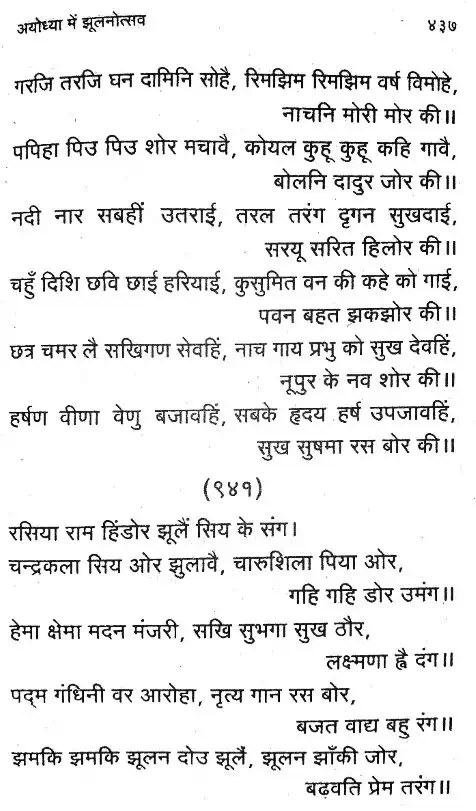 अयोध्या में झूलनोत्सव ४३७
गरजि तरजि घन दामिनि सोहै, रिमझिम रिमझिम वर्ष विमोहे,
नाचनि मोरी मोर की॥
पपिहा पिउ पिउ शोर मचावै, कोयल कुहू कुहू कहि गावै,
बोलनि दादुर जोर की॥
नदी नार सबहीं उतराई, तरल तरंग दृगन सुखदाई,
सरयू सरित हिलोर की॥
चहुँ दिशि छवि छाई हरियाई, कुसुमित वन की कहे को गाई,
पवन बहत झकझोर की॥
छत्र चमर लै सखिगण सेवहिं, नाच गाय प्रभु को सुख देवहिं,
नूपुर के नव शोर की॥
हर्षण वीणा वेणु बजावहिं, सबके हृदय हर्ष उपजावहिं,
सुख सुषमा रस बोर की॥
(९४१)
रसिया राम हिंडोर झूलैं सिय के संग।
चन्द्रकला सिय ओर झुलावै, चारुशिला पिया ओर,
गहि गहि डोर उमंग॥
हेमा क्षेमा मदन मंजरी, सखि सुभगा सुख ठौर,
लक्ष्मणा ह्वै दंग॥
पद्म गंधिनी वर आरोहा, नृत्य गान रस बोर,
बजत वाद्य बहु रंग॥
झमकि झमकि झूलन दोउ झूलैं, झूलन झाँकी जोर,
बढ़वति प्रेम तरंग॥